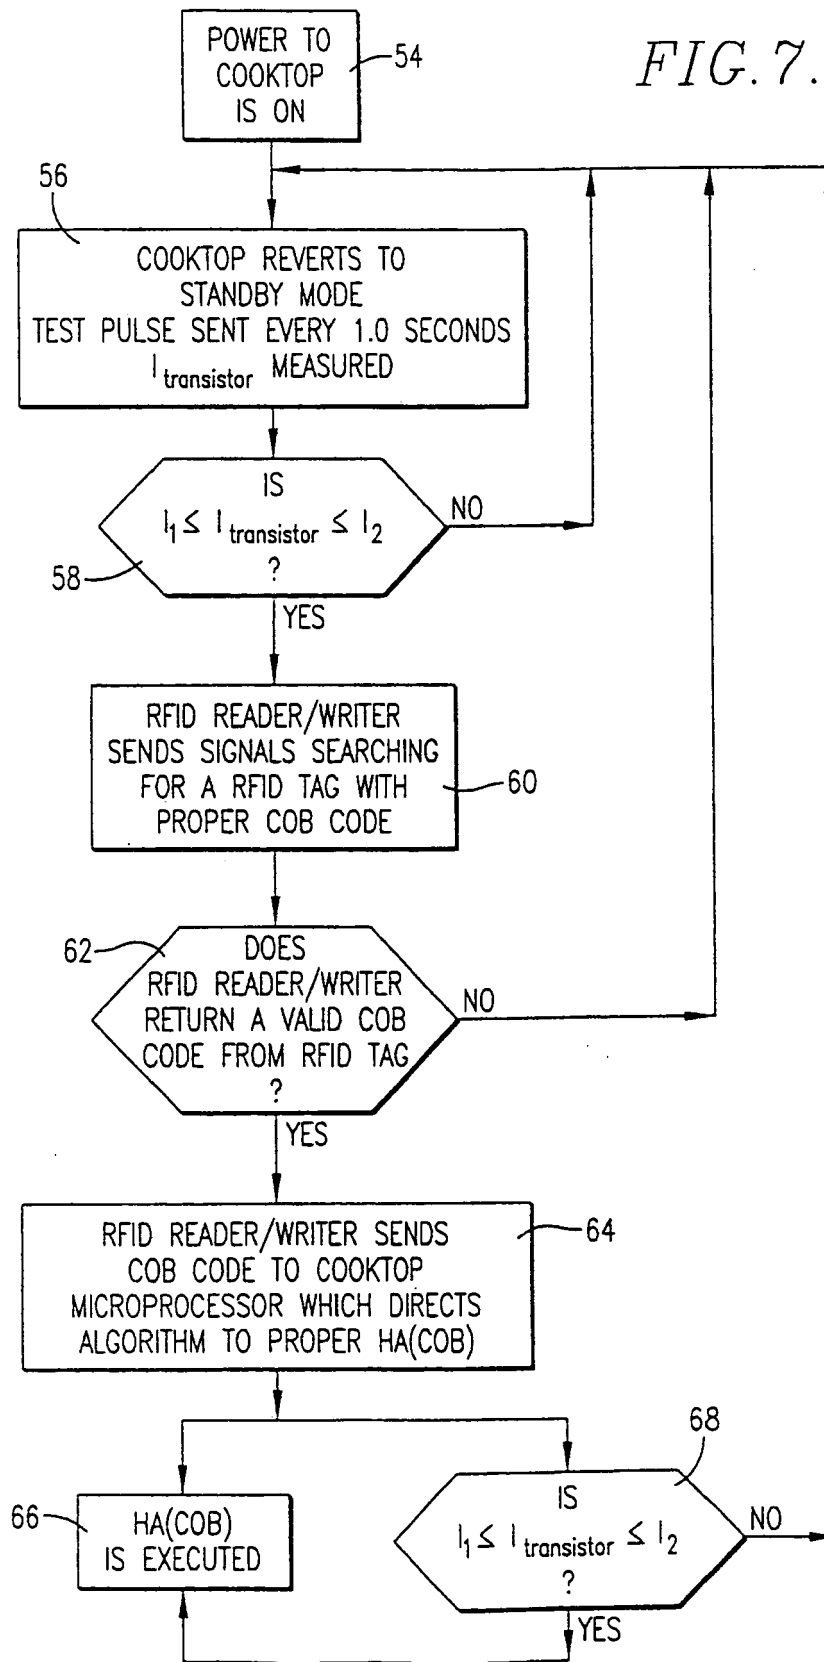 FIG. 7.
POWER TO
COOKTOP
IS ON
54
56
COOKTOP REVERTS TO
STANDBY MODE
TEST PULSE SENT EVERY 1.0 SECONDS
I transistor MEASURED
IS
I1 ≤ I transistor ≤ I2
?
58
NO
YES
RFID READER/WRITER
SENDS SIGNALS SEARCHING
FOR A RFID TAG WITH
PROPER COB CODE
60
62
DOES
RFID READER/WRITER
RETURN A VALID COB
CODE FROM RFID TAG
?
NO
YES
RFID READER/WRITER SENDS
COB CODE TO COOKTOP
MICROPROCESSOR WHICH DIRECTS
ALGORITHM TO PROPER HA(COB)
64
66
HA(COB)
IS EXECUTED
68
IS
I1 ≤ I transistor ≤ I2
?
NO
YES